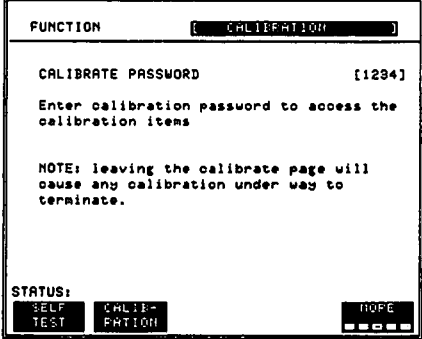 FUNCTION [ CALIBRATION ]
CALIBRATE PASSWORD [1234]
Enter calibration password to access the
calibration items
NOTE: leaving the calibrate page will
cause any calibration under way to
terminate.
STATUS:
SELF TEST
CALIB-
RATION
MORE